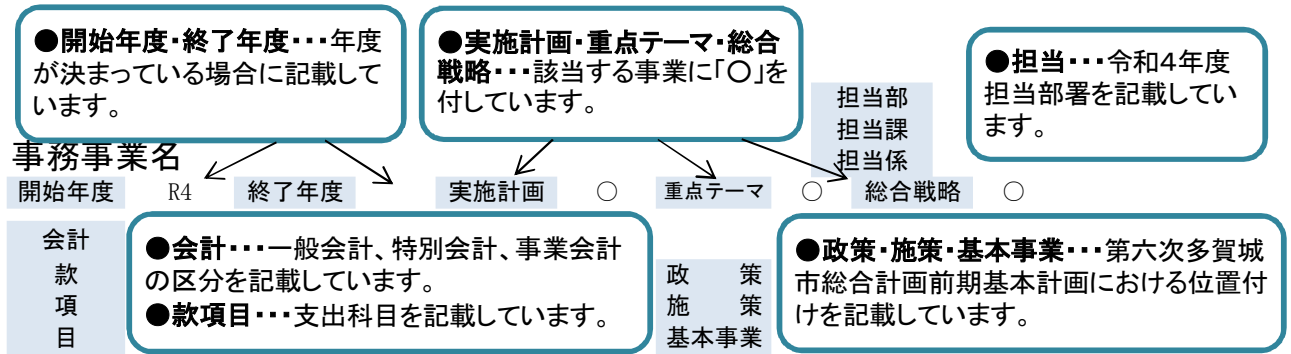 ●開始年度・終了年度・・・年度
が決まっている場合に記載して
います。
●実施計画・重点テーマ・総合
戦略・・・該当する事業に「○」を
付しています。
●担当・・・令和4年度
担当部署を記載してい
ます。
担当部
担当課
担当係
事務事業名
開始年度 R4 終了年度 実施計画 ○ 重点テーマ ○ 総合戦略 ○
会計
款
項
目
●会計・・・一般会計、特別会計、事業会計
の区分を記載しています。
●款項目・・・支出科目を記載しています。
政 策
施 策
基本事業
●政策・施策・基本事業・・・第六次多賀城
市総合計画前期基本計画における位置付
けを記載しています。